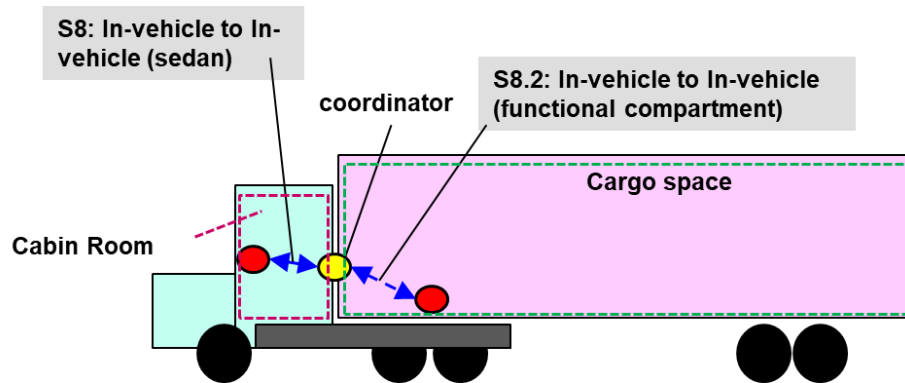 S8: In-vehicle to In-
vehicle (sedan)
S8.2: In-vehicle to In-vehicle
(functional compartment)
coordinator
Cargo space
Cabin Room